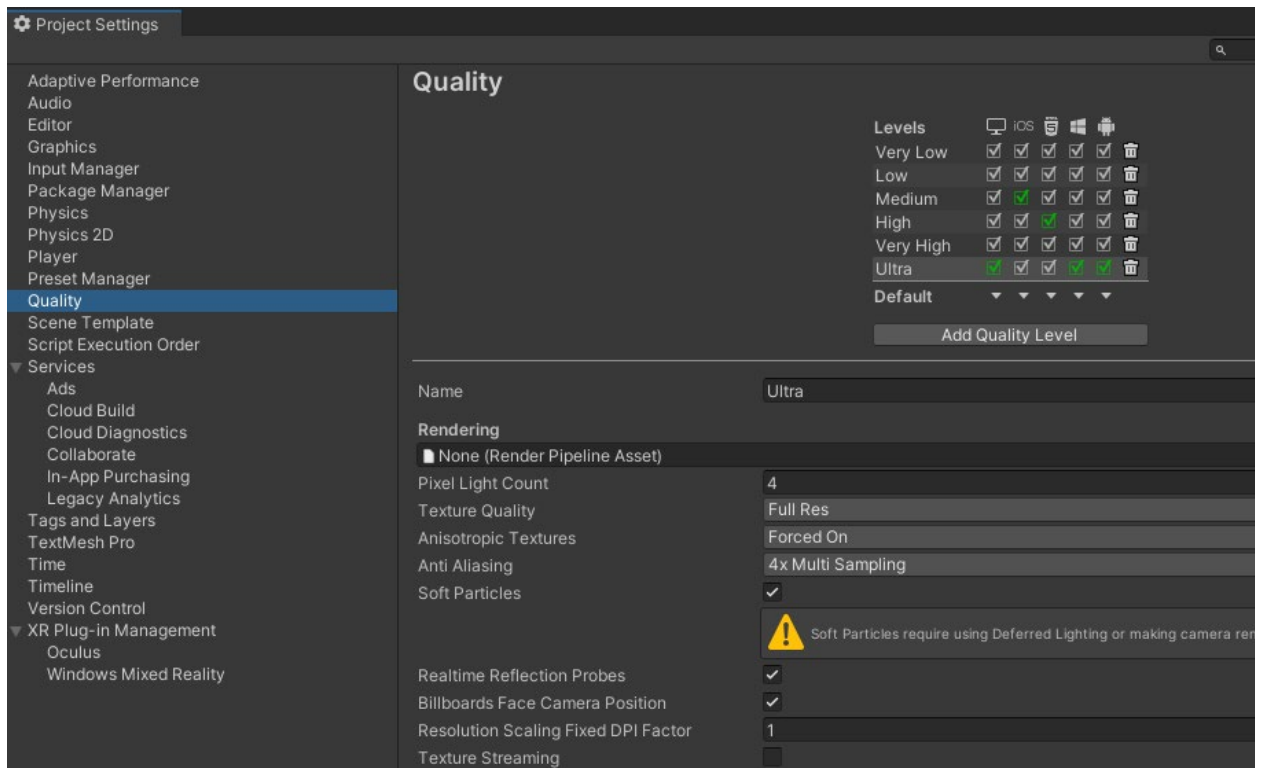 Project Settings
Adaptive Performance
Audio
Editor
Graphics
Input Manager
Package Manager
Physics
Physics 2D
Player
Preset Manager
Quality
Scene Template
Script Execution Order
Services
Ads
Cloud Build
Cloud Diagnostics
Collaborate
In-App Purchasing
Legacy Analytics
Tags and Layers
TextMesh Pro
Time
Timeline
Version Control
XR Plug-in Management
Oculus
Windows Mixed Reality
Quality
Levels iOS 5
Very Low
Low
Medium
High
Very High
Ultra
Default
Add Quality Level
Name Ultra
Rendering
None (Render Pipeline Asset)
Pixel Light Count 4
Texture Quality Full Res
Anisotropic Textures Forced On
Anti Aliasing 4x Multi Sampling
Soft Particles
Soft Particles require using Deferred Lighting or making camera ren
Realtime Reflection Probes
Billboards Face Camera Position
Resolution Scaling Fixed DPI Factor 1
Texture Streaming